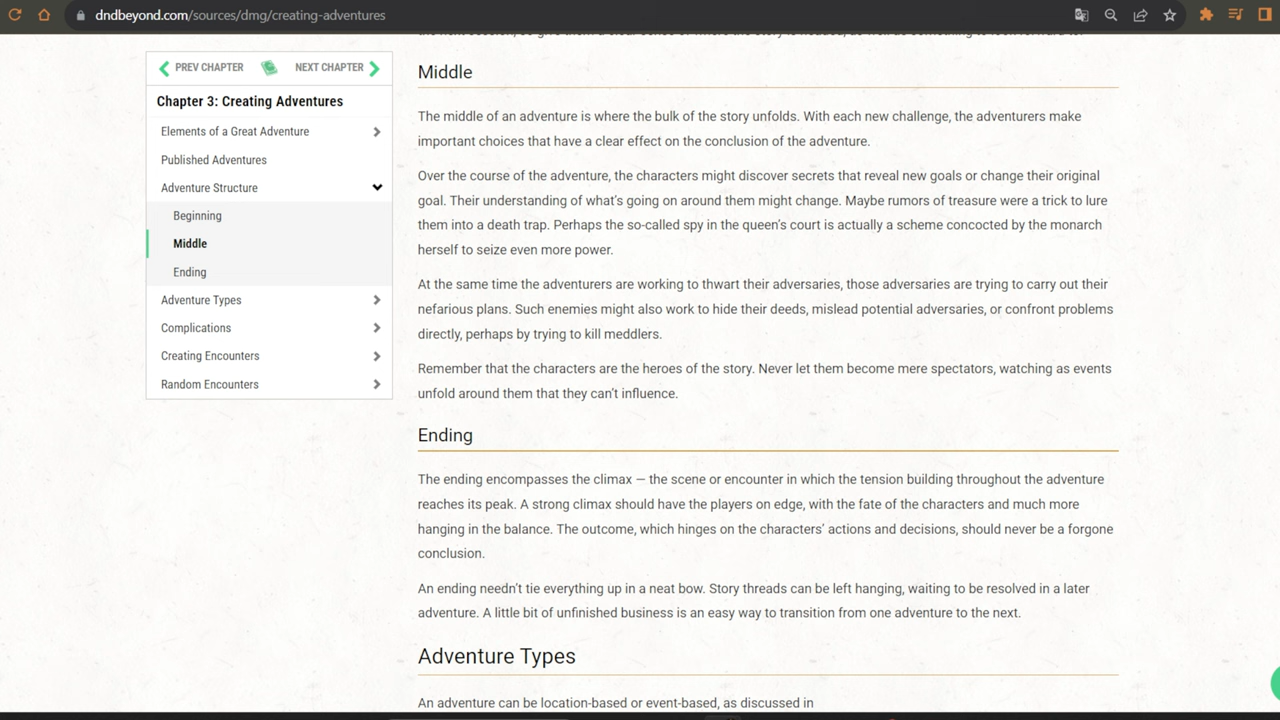 dndbeyond.com/sources/dmg/creating-adventures
PREV CHAPTER
NEXT CHAPTER
Chapter 3: Creating Adventures
Elements of a Great Adventure
Published Adventures
Adventure Structure
Beginning
Middle
Ending
Adventure Types
Complications
Creating Encounters
Random Encounters
Middle
The middle of an adventure is where the bulk of the story unfolds. With each new challenge, the adventurers make
important choices that have a clear effect on the conclusion of the adventure.
Over the course of the adventure, the characters might discover secrets that reveal new goals or change their original
goal. Their understanding of what's going on around them might change. Maybe rumors of treasure were a trick to lure
them into a death trap. Perhaps the so-called spy in the queen's court is actually a scheme concocted by the monarch
herself to seize even more power.
At the same time the adventurers are working to thwart their adversaries, those adversaries are trying to carry out their
nefarious plans. Such enemies might also work to hide their deeds, mislead potential adversaries, or confront problems
directly, perhaps by trying to kill meddlers.
Remember that the characters are the heroes of the story. Never let them become mere spectators, watching as events
unfold around them that they can't influence.
Ending
The ending encompasses the climax — the scene or encounter in which the tension building throughout the adventure
reaches its peak. A strong climax should have the players on edge, with the fate of the characters and much more
hanging in the balance. The outcome, which hinges on the characters' actions and decisions, should never be a forgone
conclusion.
An ending needn't tie everything up in a neat bow. Story threads can be left hanging, waiting to be resolved in a later
adventure. A little bit of unfinished business is an easy way to transition from one adventure to the next.
Adventure Types
An adventure can be location-based or event-based, as discussed in